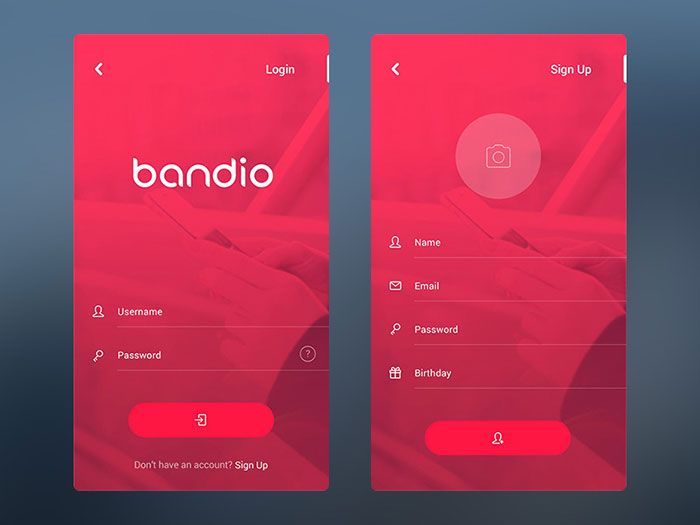 Login
bandio
Username
Password
?
Don't have an account? Sign Up
Sign Up
Name
Email
Password
Birthday